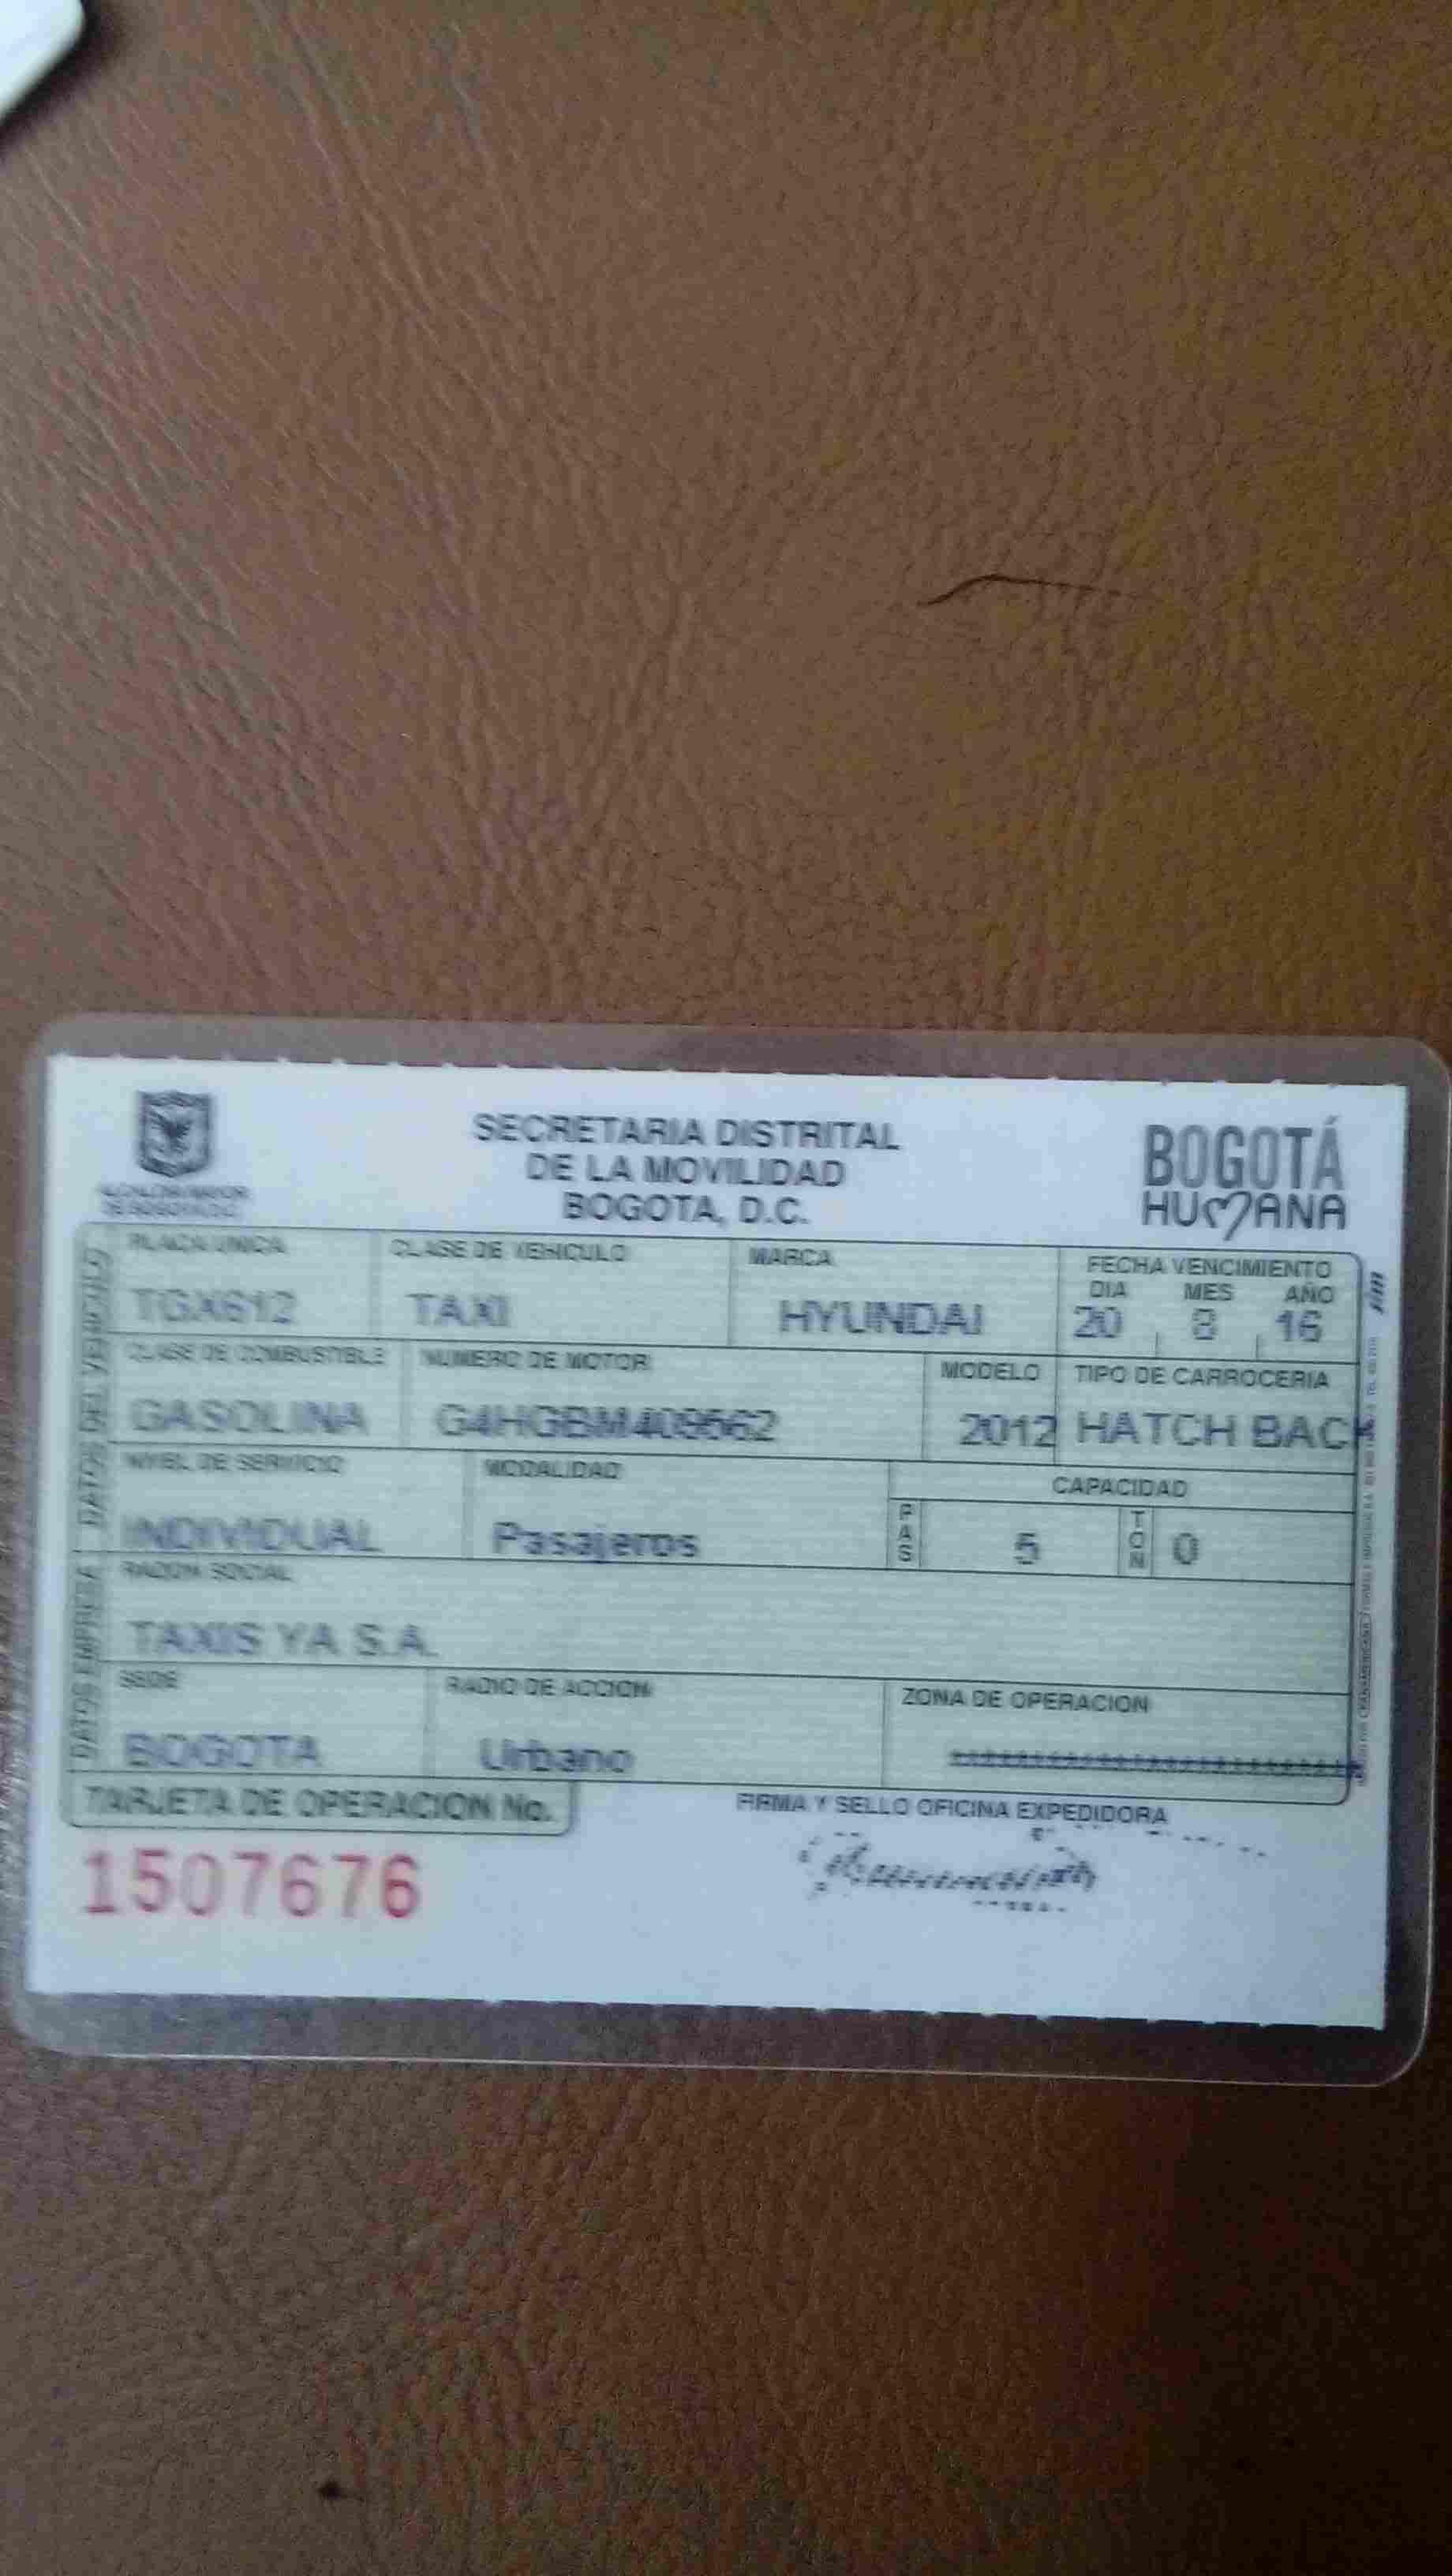 SECRETARIA DISTRITAL
DE LA MOVILIDAD
BOGOTA, D.C.
ALCALDIA MAYOR
DE BOGOTA D.C.
BOGOTÁ
HUMANA
DATOS DEL VEHICULO
PLACA UNICA CLASE DE VEHICULO MARCA FECHA VENCIMIENTO
DIA MES AÑO
TGX612 TAXI HYUNDAI 20 8 16
CLASE DE COMBUSTIBLE NUMERO DE MOTOR MODELO TIPO DE CARROCERIA
GASOLINA G4HGBM409562 2012 HATCH BACK
NIVEL DE SERVICIO MODALIDAD CAPACIDAD
INDIVIDUAL Pasajeros PAS 5 TON 0
DATOS EMPRESA
RAZON SOCIAL
TAXIS YA S.A.
SEDE RADIO DE ACCION ZONA DE OPERACION
BOGOTA Urbano
TARJETA DE OPERACION No. FIRMA Y SELLO OFICINA EXPEDIDORA
1507676